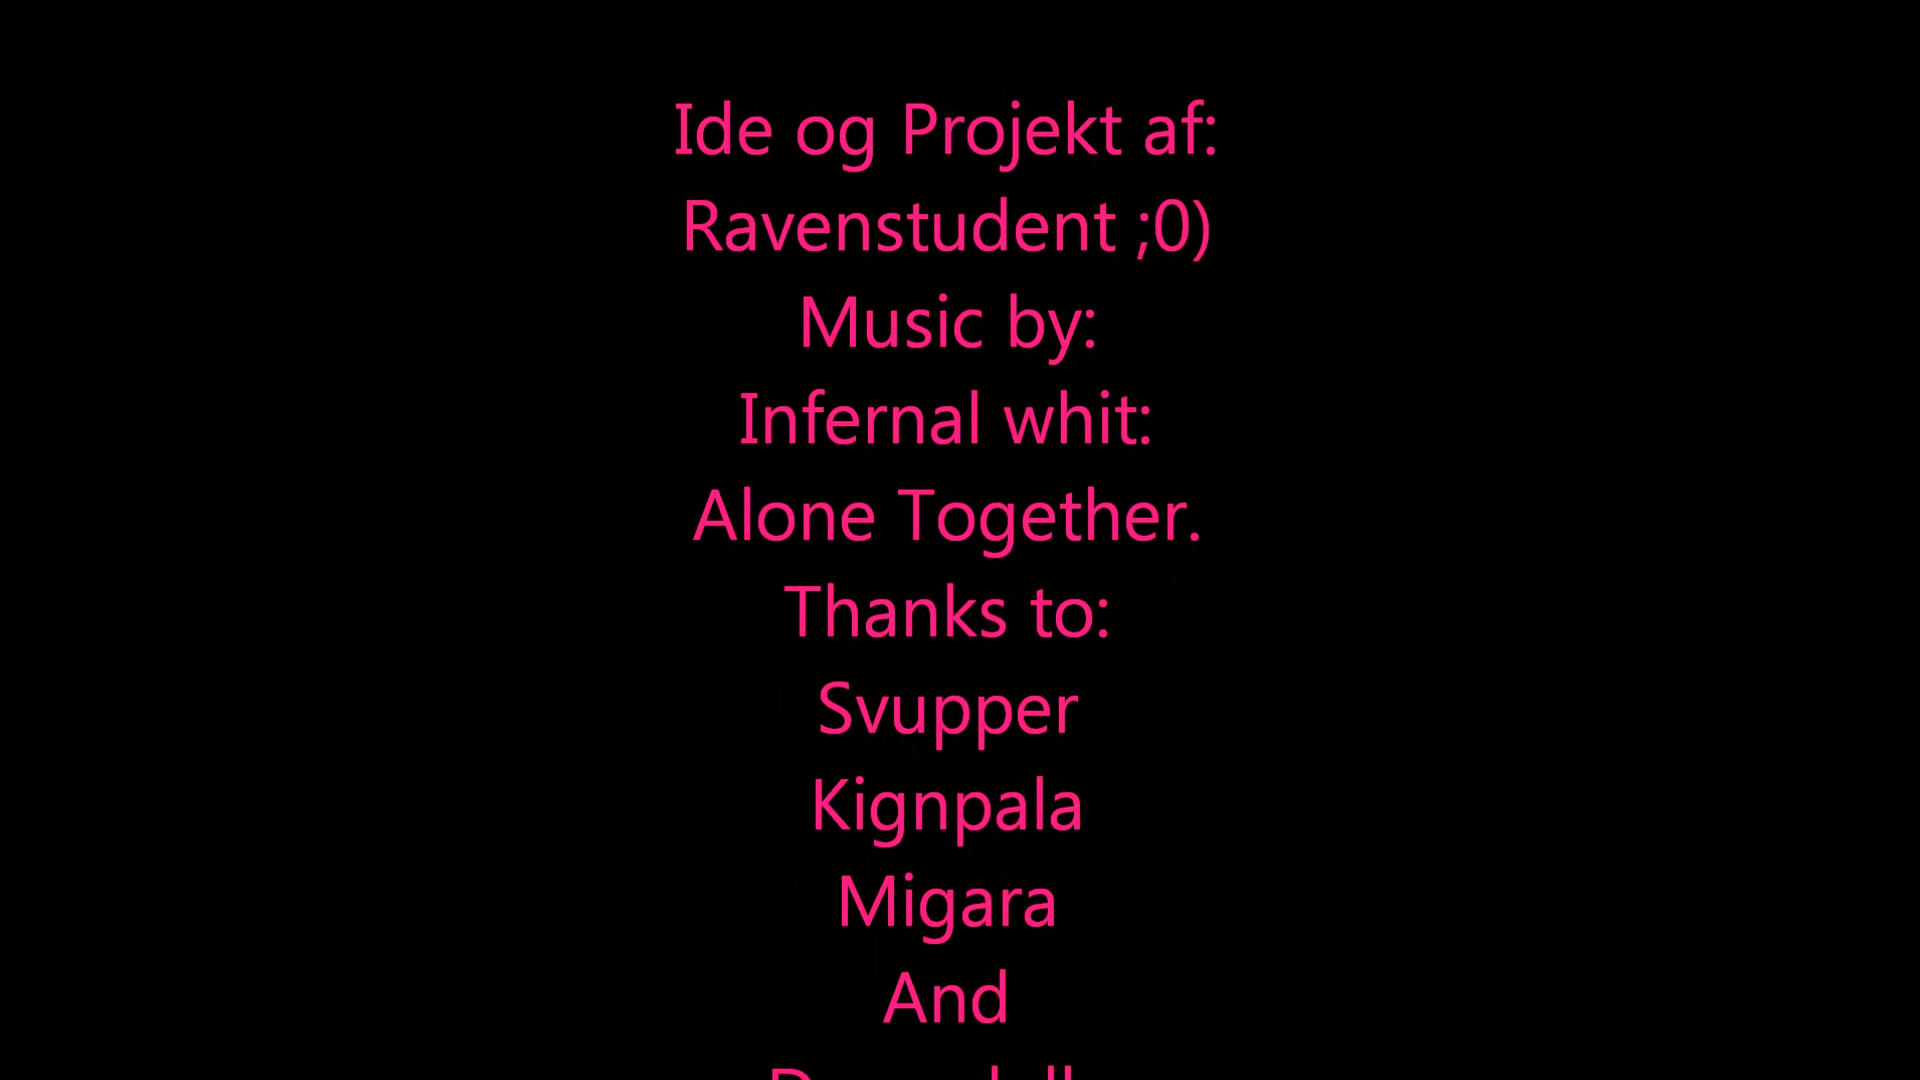 Ide og Projekt af:
Ravenstudent ;0)
Music by:
Infernal whit:
Alone Together.
Thanks to:
Svupper
Kignpala
Migara
And